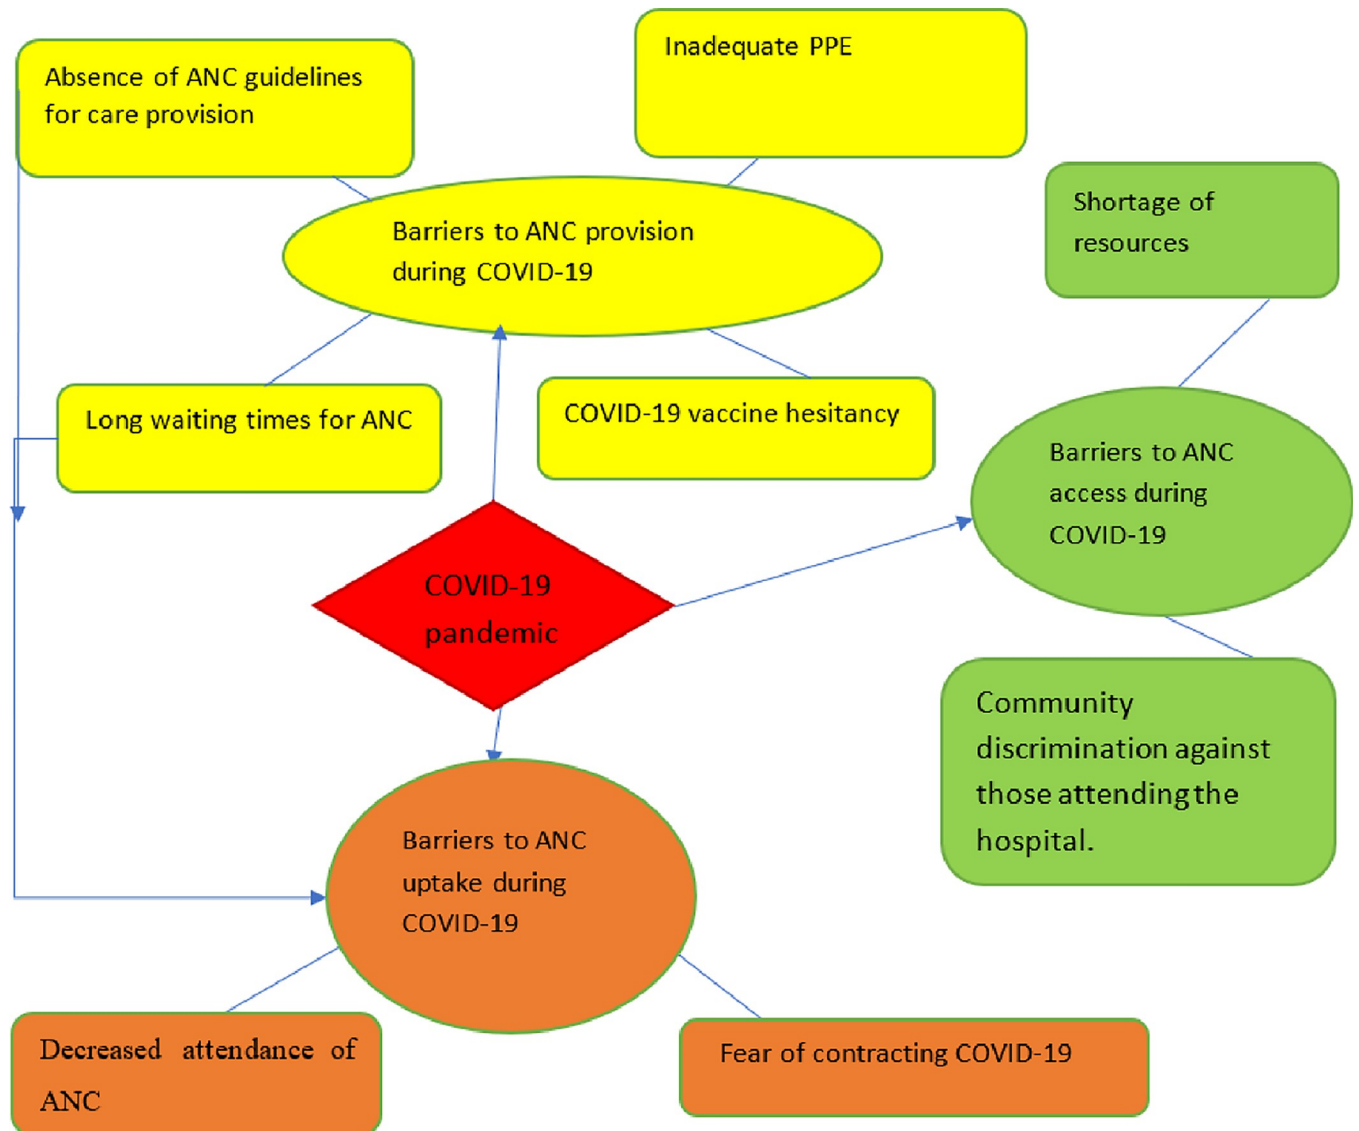 Absence of ANC guidelines
for care provision
Inadequate PPE
Barriers to ANC provision
during COVID-19
Shortage of
resources
Long waiting times for ANC
COVID-19 vaccine hesitancy
Barriers to ANC
access during
COVID-19
COVID-19
pandemic
Community
discrimination against
those attending the
hospital.
Barriers to ANC
uptake during
COVID-19
Decreased attendance of
ANC
Fear of contracting COVID-19